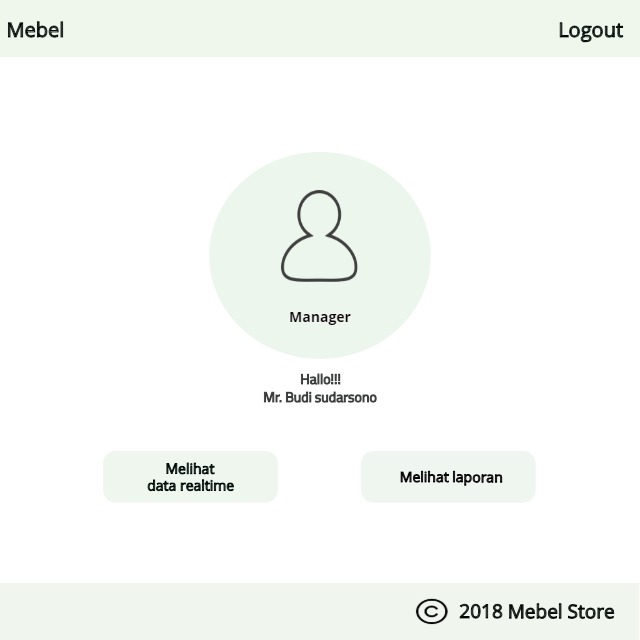 Mebel
Logout
Manager
Hallo!!!
Mr. Budi sudarsono
Melihat
data realtime
Melihat laporan
© 2018 Mebel Store